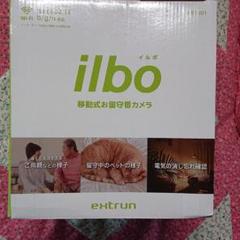 b/g/n
イルボ
ilbo
移動式お留守番カメラ
ご両親などの様子
留守中のペットの様子
電気の消し忘れ確認
extrun